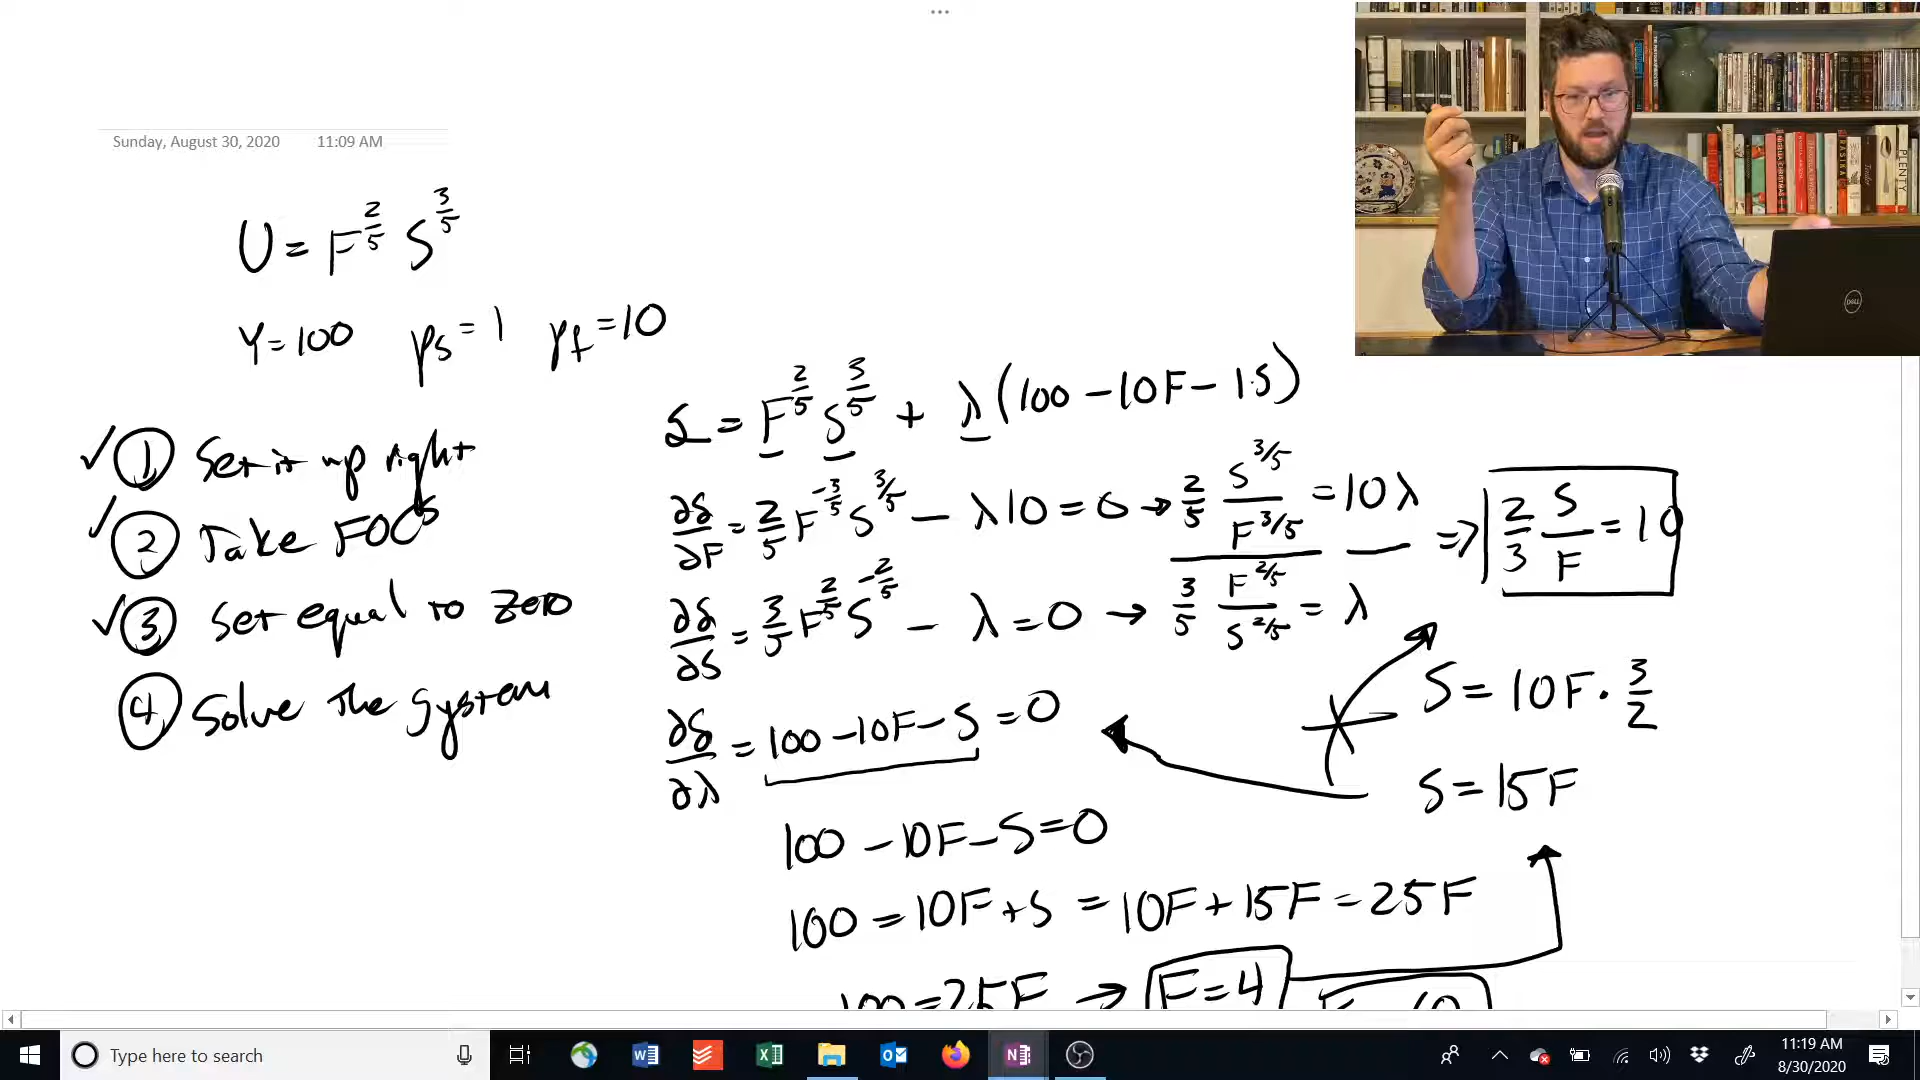 Sunday, August 30, 2020 11:09 AM
U = F^{2/5} S^{3/5}
Y = 100 p_s = 1 p_f = 10
✓ ① Set it up right
✓ ② Take FOCs
✓ ③ Set equal to zero
④ Solve the system
ℒ = F^{2/5} S^{3/5} + λ(100 − 10F − 1·S)
∂ℒ/∂F = 2/5 F^{-3/5} S^{3/5} − λ10 = 0 → 2/5 S^{3/5}/F^{3/5} = 10λ ⇒ 2/3 S/F = 10
∂ℒ/∂S = 3/5 F^{2/5} S^{-2/5} − λ = 0 → 3/5 F^{2/5}/S^{2/5} = λ
∂ℒ/∂λ = 100 − 10F − S = 0
S = 10F · 3/2
S = 15F
100 − 10F − S = 0
100 = 10F + S = 10F + 15F = 25F
100 = 25F → F = 4
PLENTY
DELL
Type here to search
11:19 AM
8/30/2020